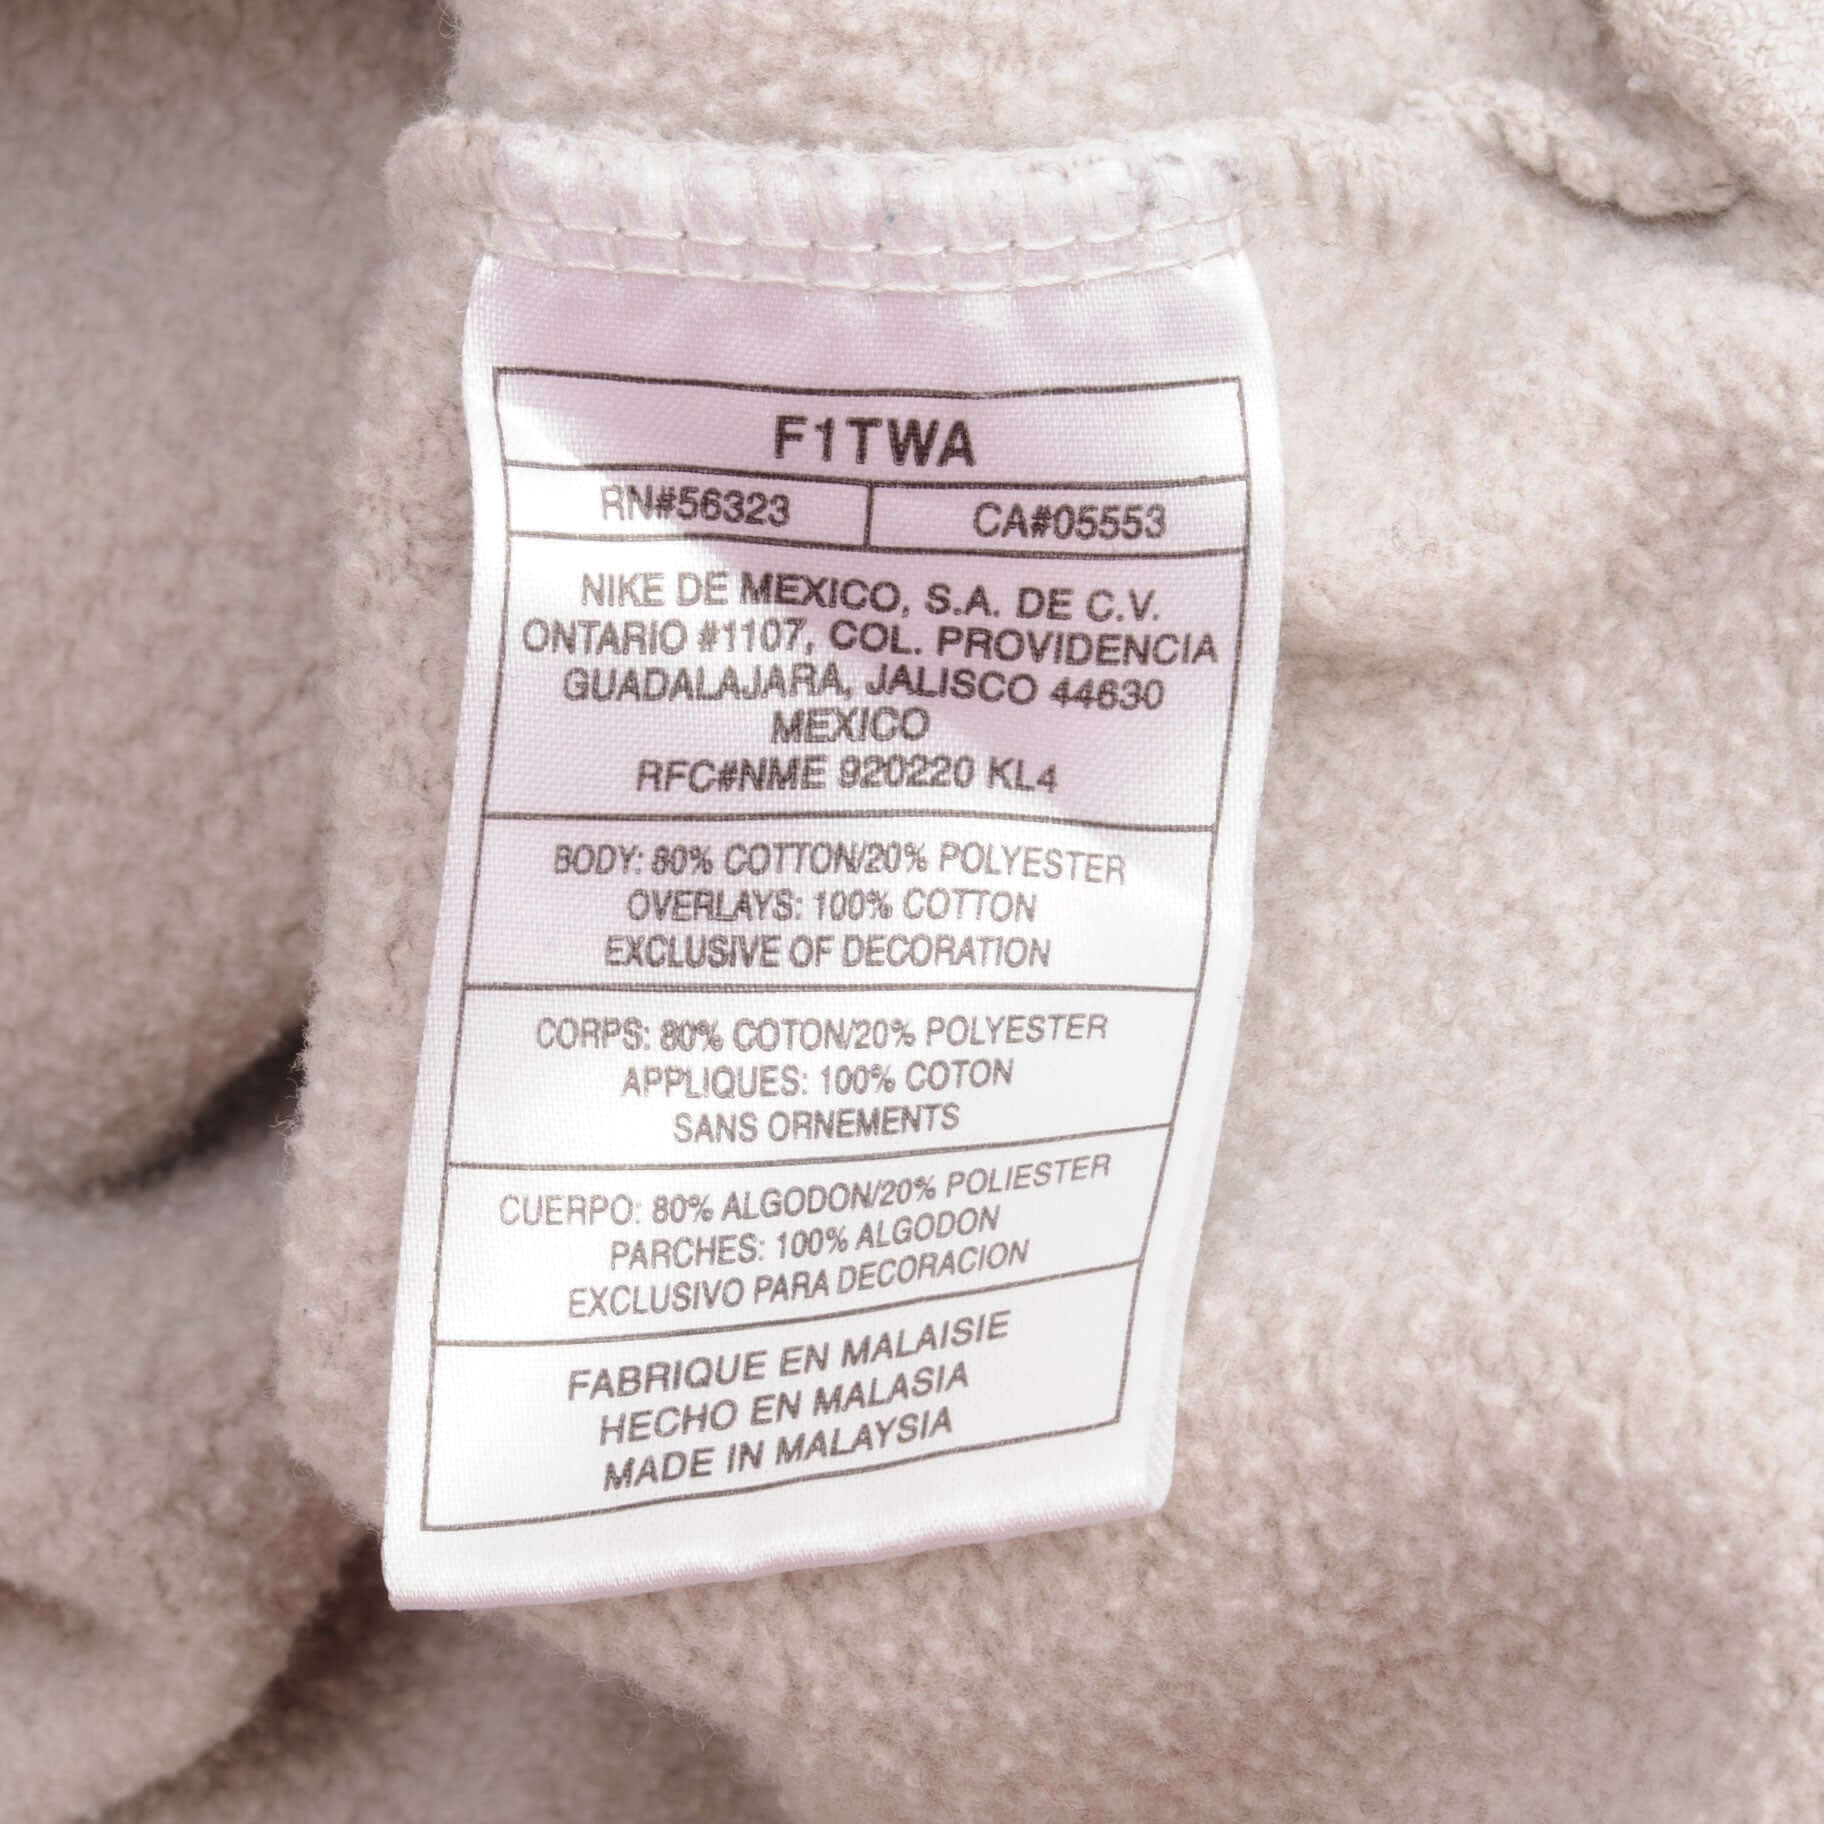 F1TWA
RN#56323 CA#05553
NIKE DE MEXICO, S.A. DE C.V.
ONTARIO #1107, COL. PROVIDENCIA
GUADALAJARA, JALISCO 44630
MEXICO
RFC#NME 920220 KL4
BODY: 80% COTTON/20% POLYESTER
OVERLAYS: 100% COTTON
EXCLUSIVE OF DECORATION
CORPS: 80% COTON/20% POLYESTER
APPLIQUES: 100% COTON
SANS ORNEMENTS
CUERPO: 80% ALGODON/20% POLIESTER
PARCHES: 100% ALGODON
EXCLUSIVO PARA DECORACION
FABRIQUE EN MALAISIE
HECHO EN MALASIA
MADE IN MALAYSIA